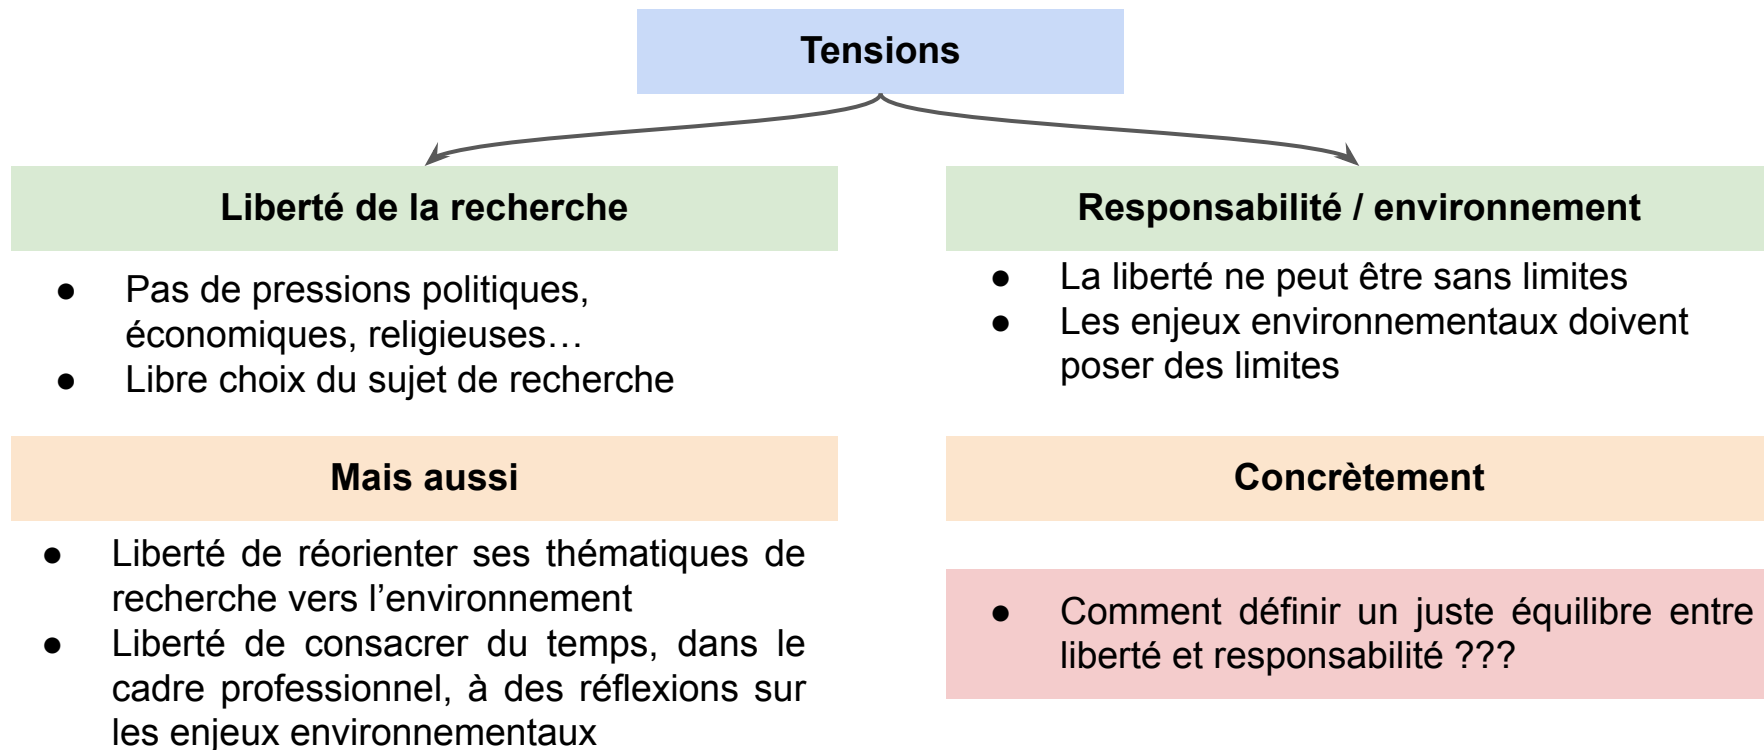 Tensions
Liberté de la recherche
● Pas de pressions politiques,
économiques, religieuses…
● Libre choix du sujet de recherche
Mais aussi
● Liberté de réorienter ses thématiques de
recherche vers l’environnement
● Liberté de consacrer du temps, dans le
cadre professionnel, à des réflexions sur
les enjeux environnementaux
Responsabilité / environnement
● La liberté ne peut être sans limites
● Les enjeux environnementaux doivent
poser des limites
Concrètement
● Comment définir un juste équilibre entre
liberté et responsabilité ???